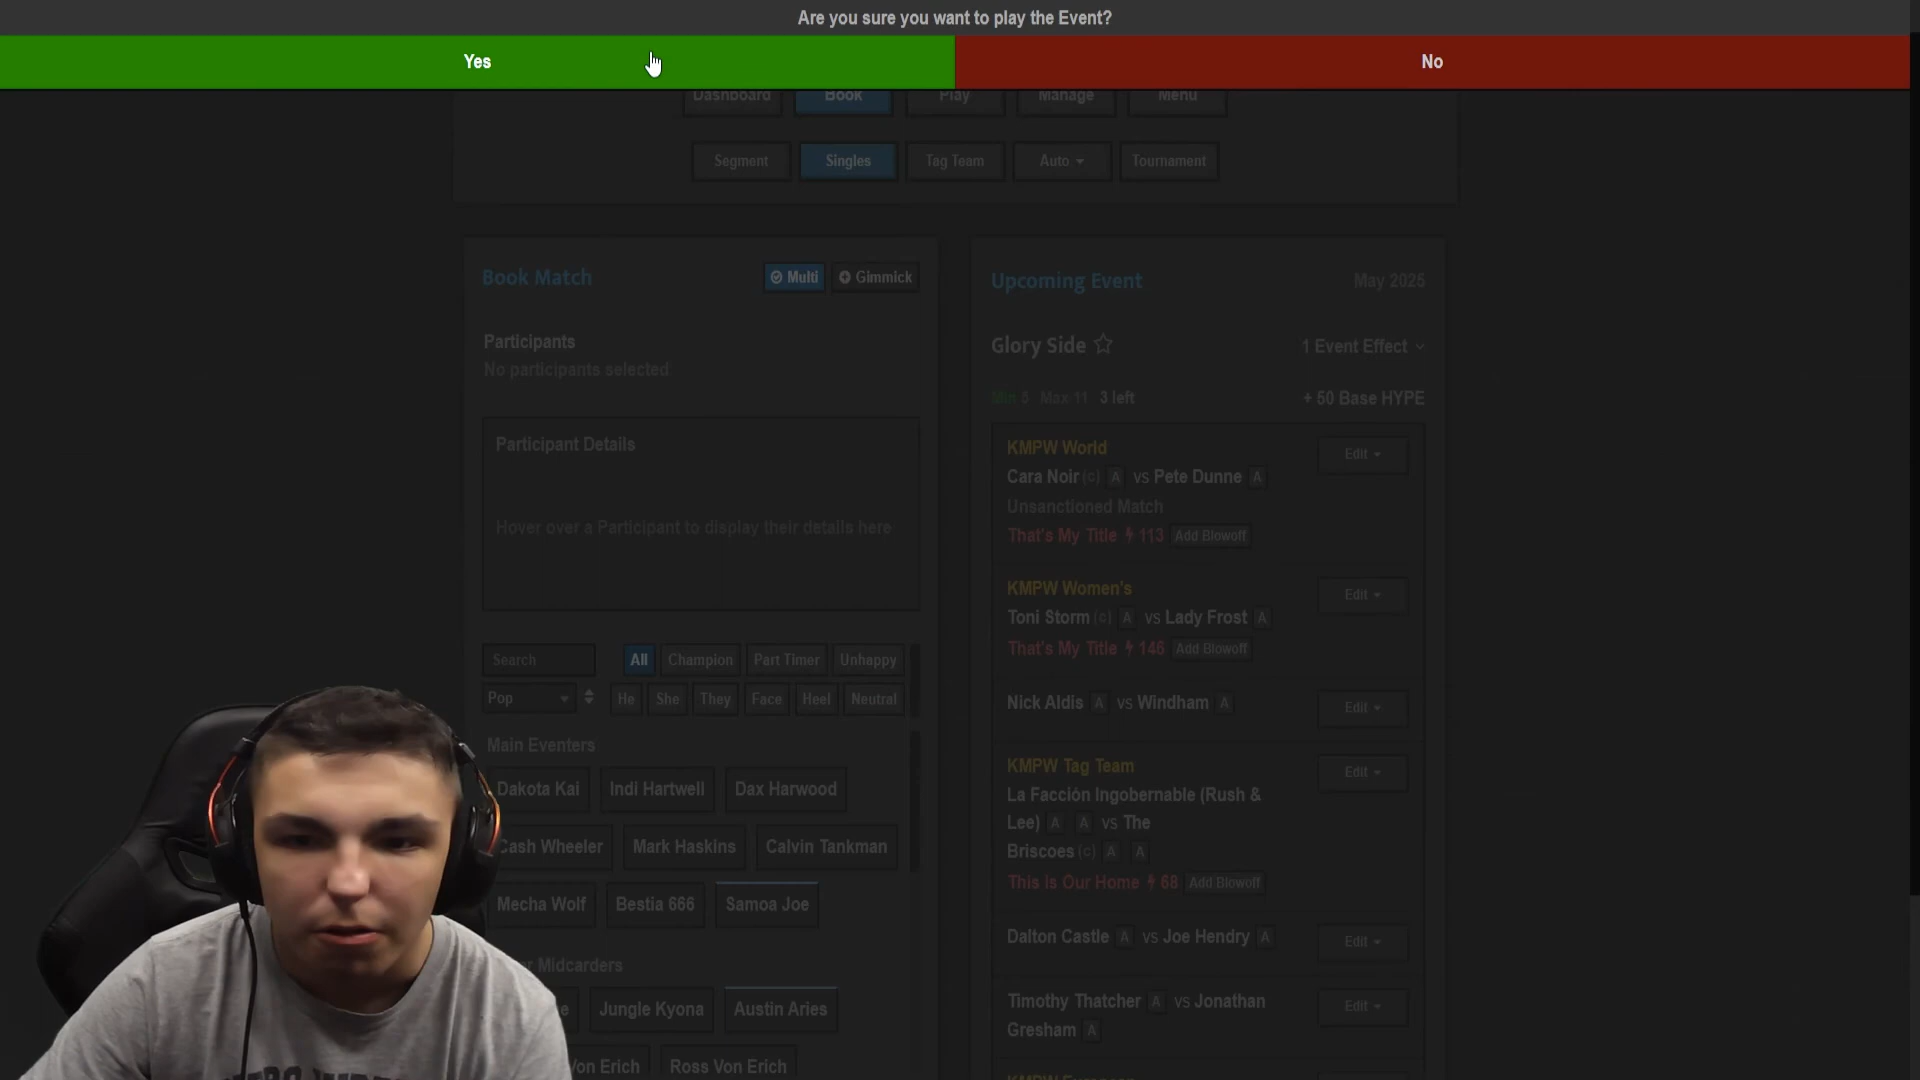 Are you sure you want to play the Event?
Yes
No
Dashboard
Book
Play
Manage
Menu
Segment
Singles
Tag Team
Auto
Tournament
Book Match
Multi
Gimmick
Participants
No participants selected
Participant Details
Hover over a Participant to display their details here
Search
All
Champion
Part Timer
Unhappy
Pop
He
She
They
Face
Heel
Neutral
Main Eventers
Dakota Kai
Indi Hartwell
Dax Harwood
Cash Wheeler
Mark Haskins
Calvin Tankman
Mecha Wolf
Bestia 666
Samoa Joe
Midcarders
Jungle Kyona
Austin Aries
Von Erich
Ross Von Erich
Upcoming Event
May 2025
Glory Side
1 Event Effect
Min 5 Max 11 3 left
+ 50 Base HYPE
KMPW World
Edit
Cara Noir (c) A vs Pete Dunne A
Unsanctioned Match
That's My Title 113 Add Blowoff
KMPW Women's
Edit
Toni Storm (c) A vs Lady Frost A
That's My Title 146 Add Blowoff
Nick Aldis A vs Windham A
Edit
KMPW Tag Team
Edit
La Facción Ingobernable (Rush &
Lee) A A vs The
Briscoes (c) A A
This is Our Home 68 Add Blowoff
Dalton Castle A vs Joe Hendry A
Edit
Timothy Thatcher A vs Jonathan
Gresham A
Edit